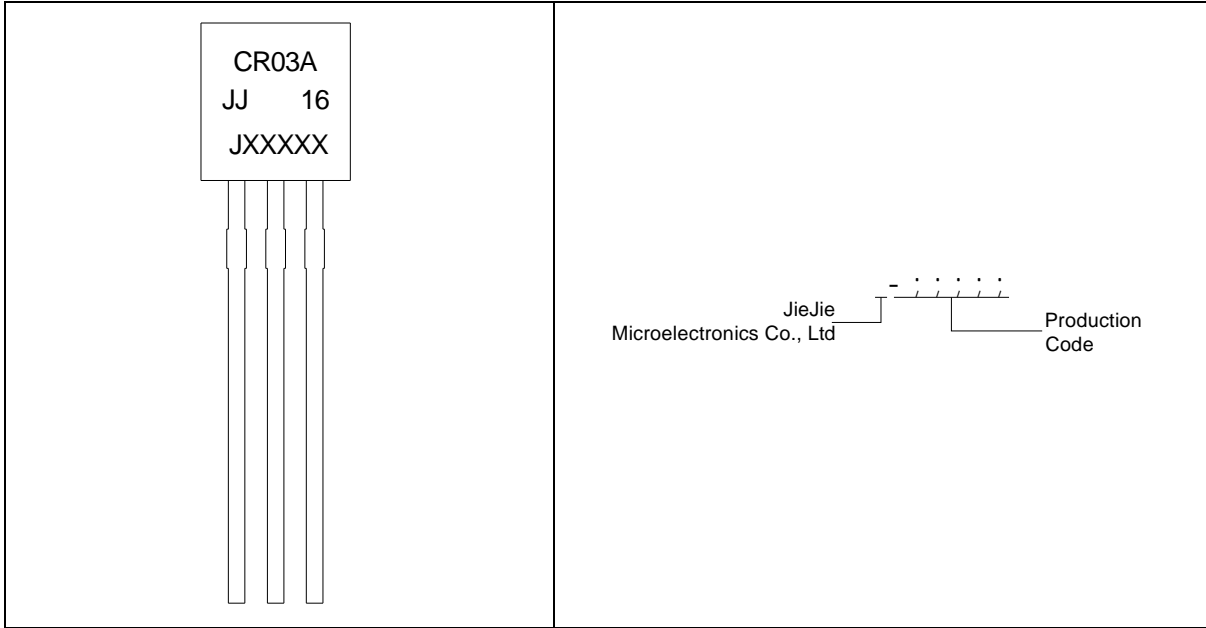 CR03A
JJ 16
JXXXXX
JieJie
Microelectronics Co., Ltd
Production
Code